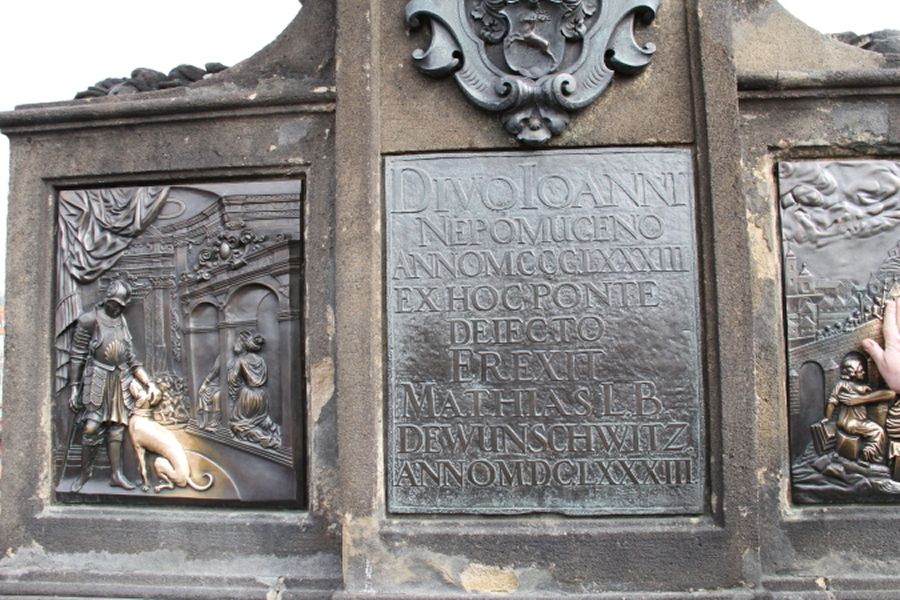 DIVO IOANNI
NEPOMUCENO
ANNO MCCCLXXXIII
EX HOC PONTE
DEIECTO
EREXIT
MATHIAS. L. B.
DE WUNSCHWITZ
ANNO MDCLXXXIII